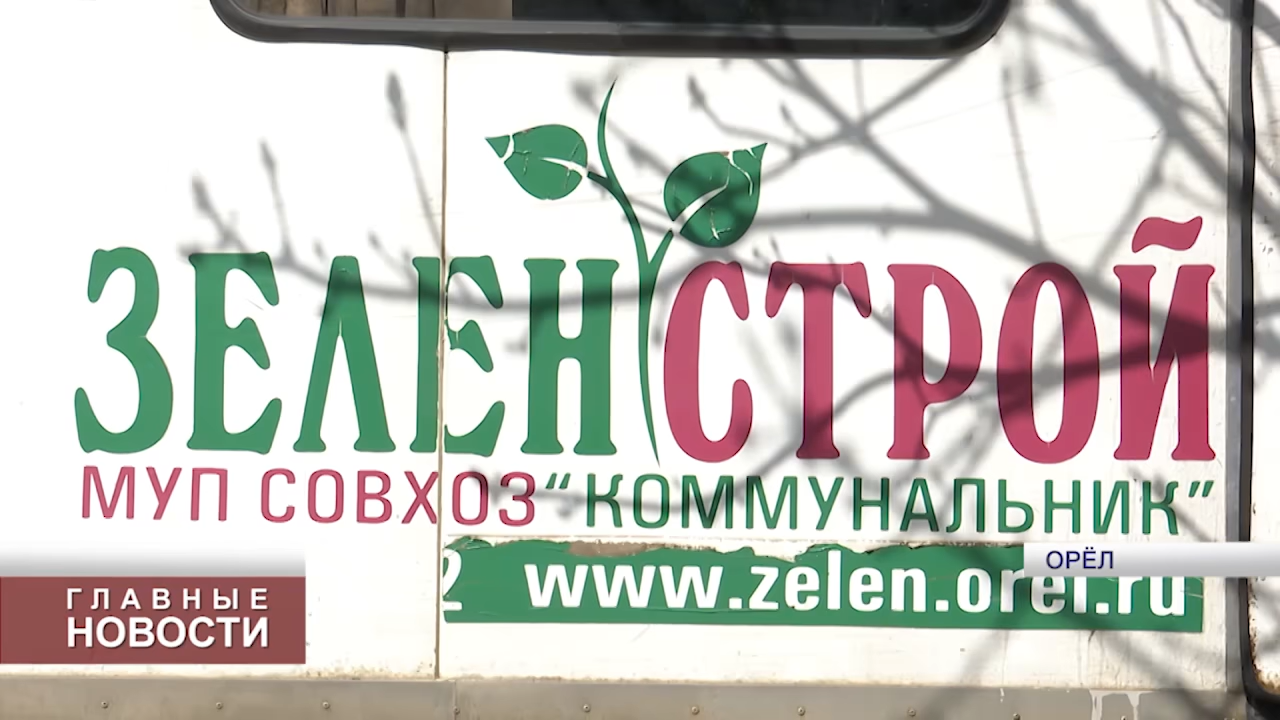 ЗЕЛЕНСТРОЙ
МУП СОВХОЗ "КОММУНАЛЬНИК"
2 www.zelen.orel.ru
ОРЁЛ
ГЛАВНЫЕ
НОВОСТИ